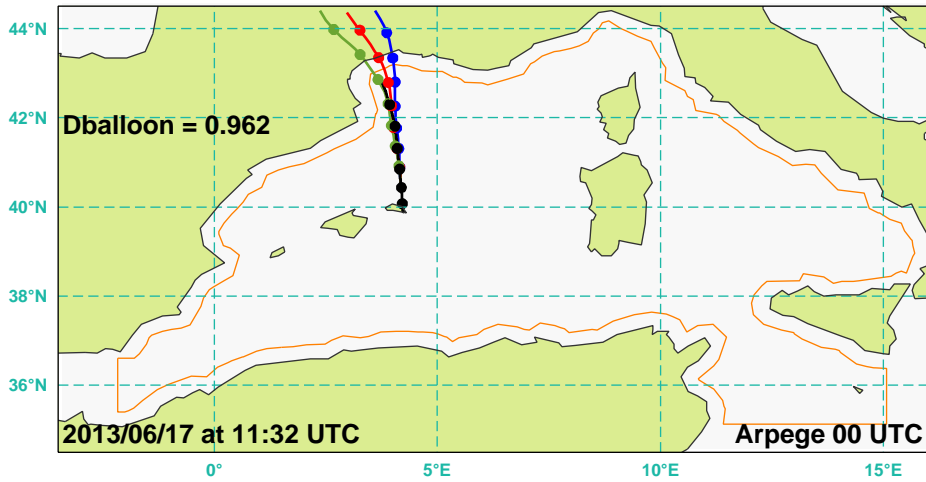 44°N
42°N
Dballoon = 0.962
40°N
38°N
36°N
2013/06/17 at 11:32 UTC
Arpege 00 UTC
0°
5°E
10°E
15°E